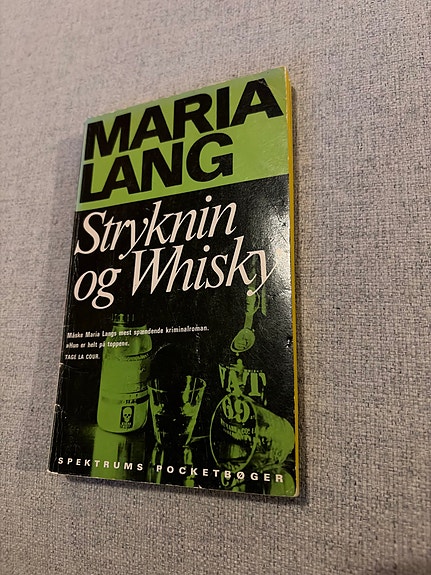 MARIA
LANG
Stryknin
og Whisky
Måske Maria Langs mest spændende kriminalroman.
»Hun er helt på toppene.
TAGE LA COUR.
VAT
69
SPEKTRUMS POCKETBØGER